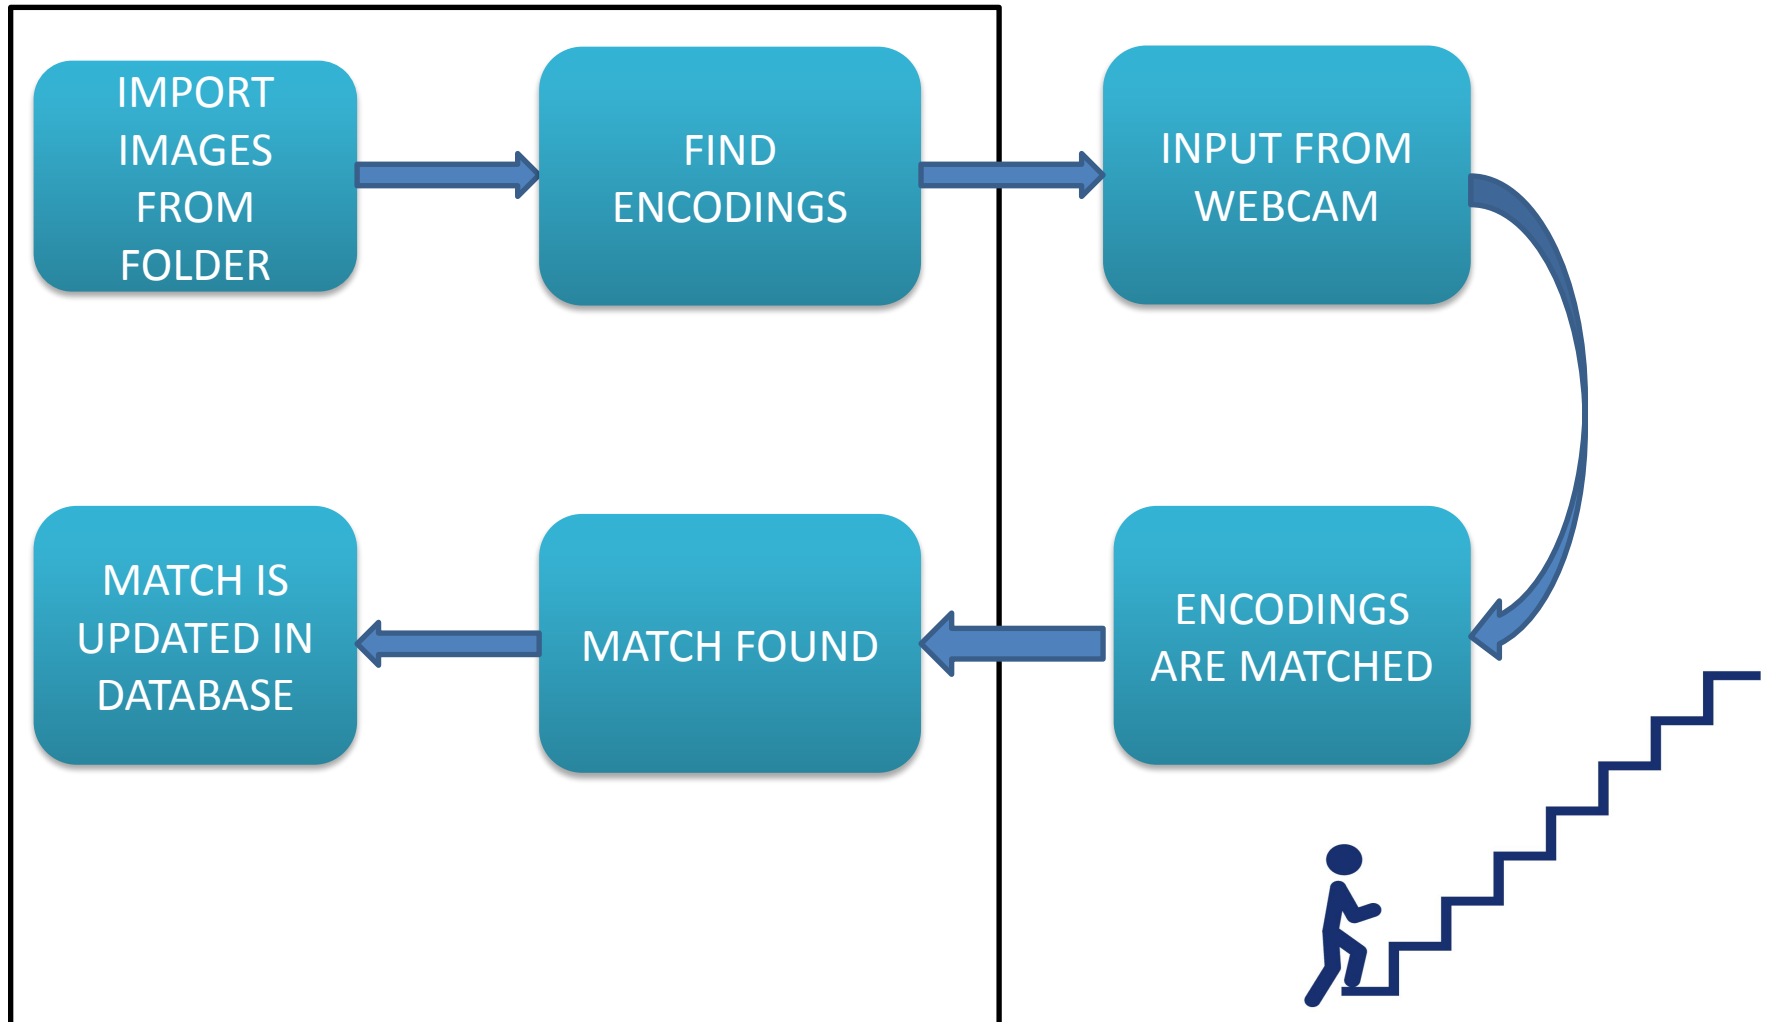 IMPORT
IMAGES
FROM
FOLDER
FIND
ENCODINGS
INPUT FROM
WEBCAM
MATCH IS
UPDATED IN
DATABASE
MATCH FOUND
ENCODINGS
ARE MATCHED